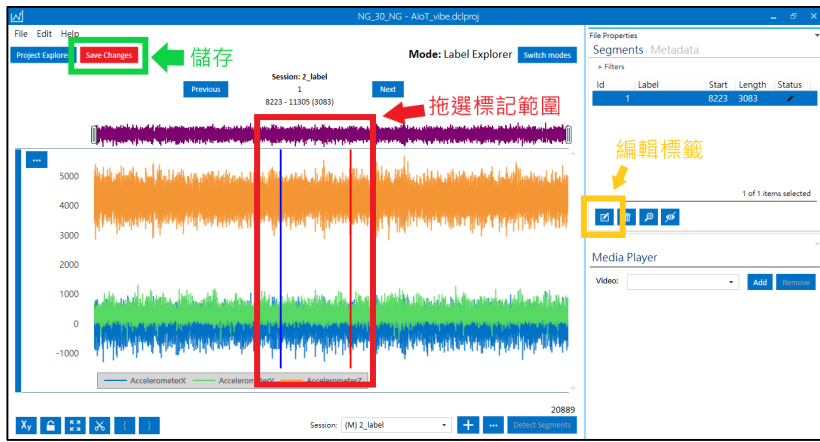 NG_30_NG - AIoT_vibe.dclproj
File Edit Help
Project Explorer Save Changes 儲存 Mode: Label Explorer Switch modes
Session: 2_label
Previous 1 Next
8223 - 11305 (3083)
拖選標記範圍
5000
4000
3000
2000
1000
0
-1000
AccelerometerX AccelerometerY AccelerometerZ
20889
Xy Session: (M) 2_label Detect Segments
File Properties
Segments Metadata
+ Filters
Id Label Start Length Status
1 8223 3083
編輯標籤
1 of 1 items selected
Media Player
Video: Add Remove